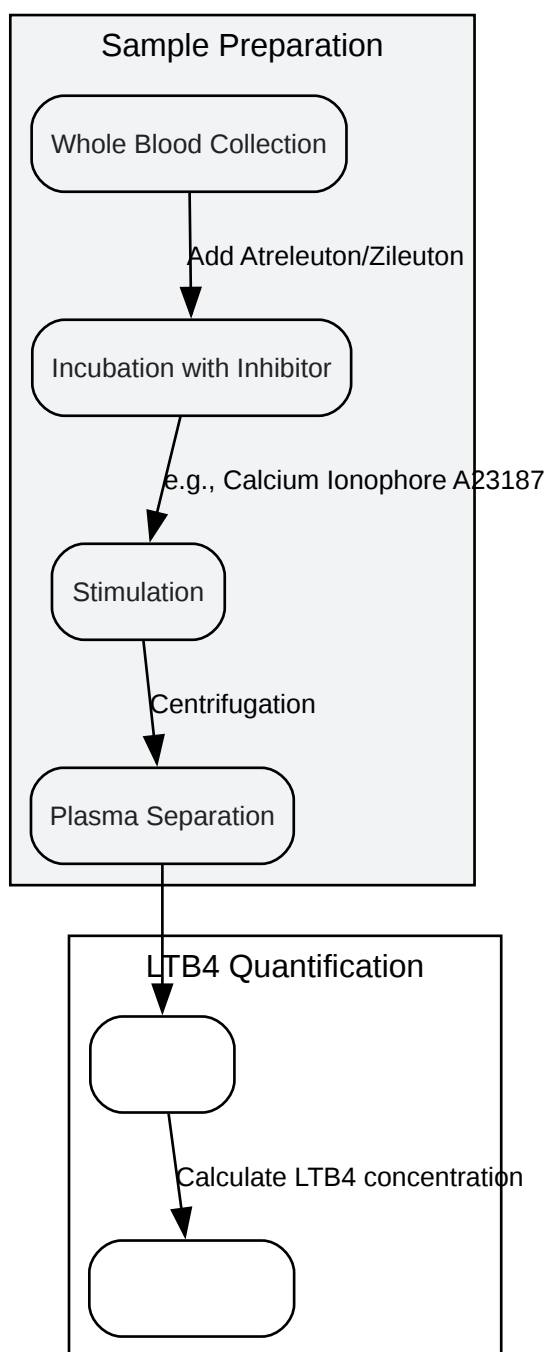 Sample Preparation
Whole Blood Collection
Add Atreleuton/Zileuton
Incubation with Inhibitor
e.g., Calcium Ionophore A23187
Stimulation
Centrifugation
Plasma Separation
LTB4 Quantification
Calculate LTB4 concentration